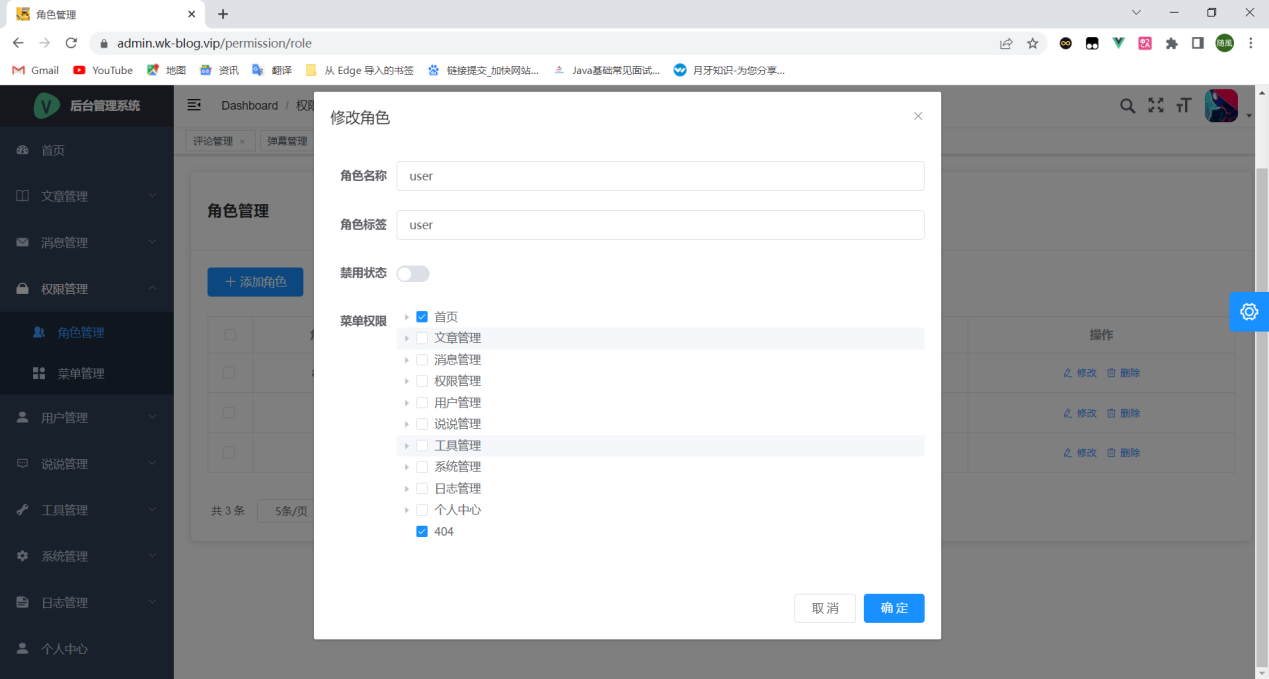 角色管理
admin.wk-blog.vip/permission/role
随風
Gmail
YouTube
地图
资讯
翻译
从 Edge 导入的书签
链接提交_加快网站...
Java基础常见面试...
月牙知识-为您分享...
后台管理系统
Dashboard / 权限
评论管理 ×
弹幕管理
首页
文章管理
消息管理
权限管理
角色管理
菜单管理
用户管理
说说管理
工具管理
系统管理
日志管理
个人中心
角色管理
+ 添加角色
操作
修改 删除
修改 删除
修改 删除
共 3 条
5条/页
修改角色
角色名称 user
角色标签 user
禁用状态
菜单权限
首页
文章管理
消息管理
权限管理
用户管理
说说管理
工具管理
系统管理
日志管理
个人中心
404
取 消
确 定